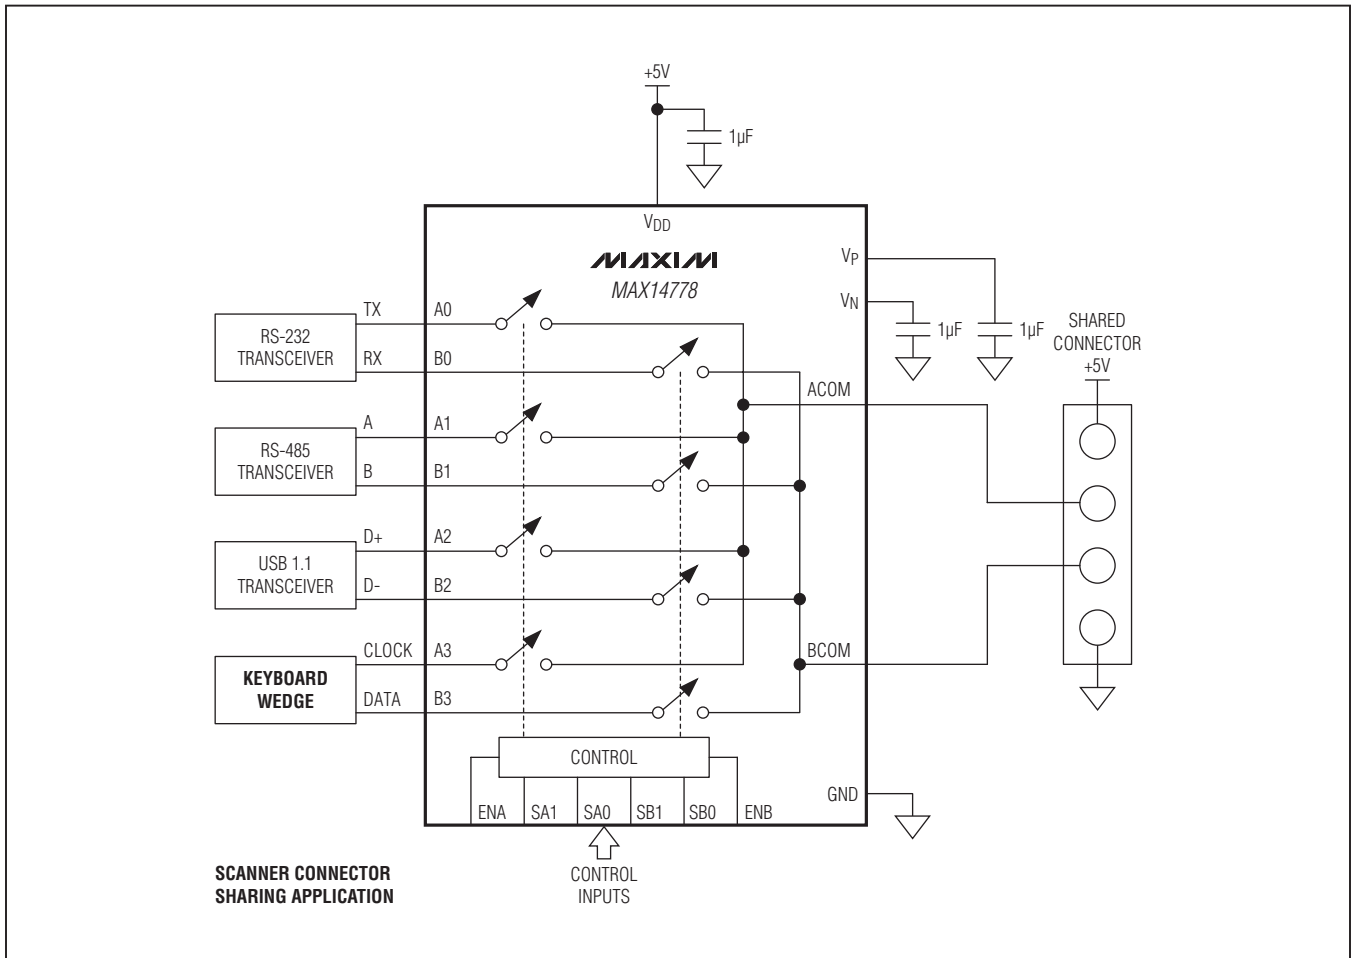 +5V
1µF
VDD
MAXIM
MAX14778
VP
VN
1µF
1µF
SHARED
CONNECTOR
+5V
RS-232
TRANSCEIVER
TX
A0
RX
B0
ACOM
RS-485
TRANSCEIVER
A
A1
B
B1
USB 1.1
TRANSCEIVER
D+
A2
D-
B2
KEYBOARD
WEDGE
CLOCK
A3
DATA
B3
BCOM
CONTROL
GND
ENA
SA1
SA0
SB1
SB0
ENB
CONTROL
INPUTS
SCANNER CONNECTOR
SHARING APPLICATION